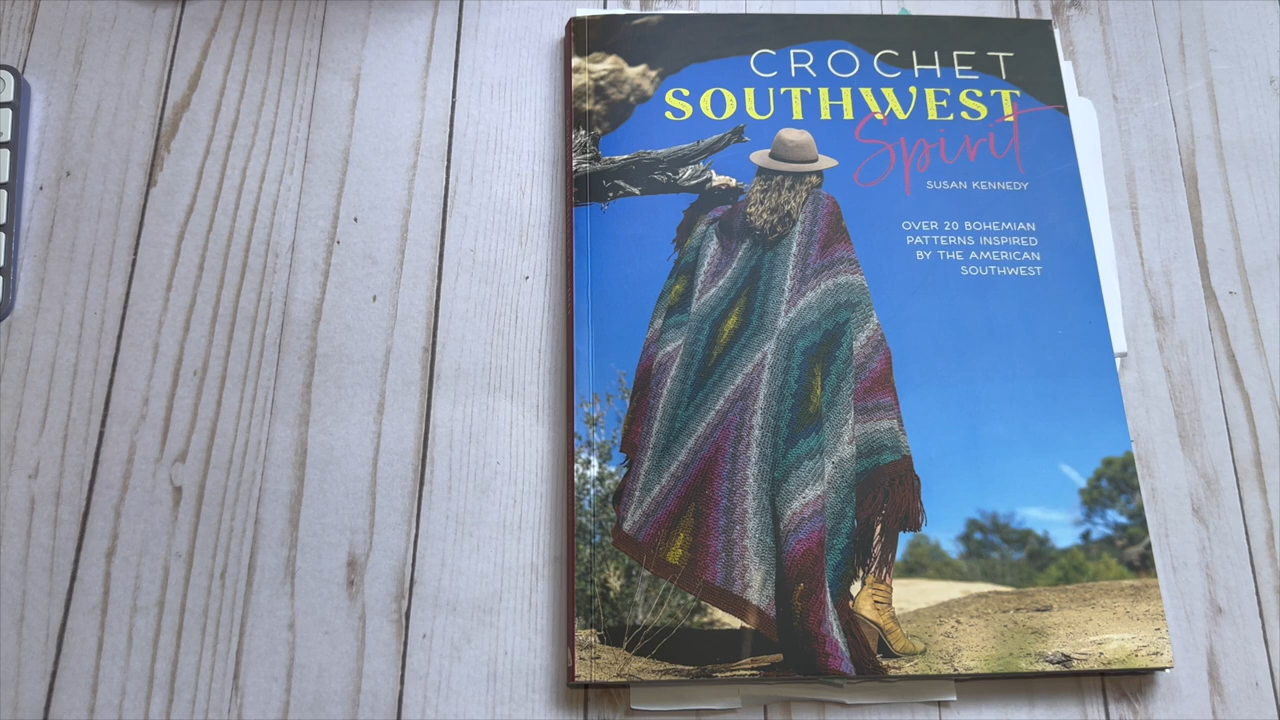 CROCHET
SOUTHWEST
Spirit
SUSAN KENNEDY
OVER 20 BOHEMIAN
PATTERNS INSPIRED
BY THE AMERICAN
SOUTHWEST